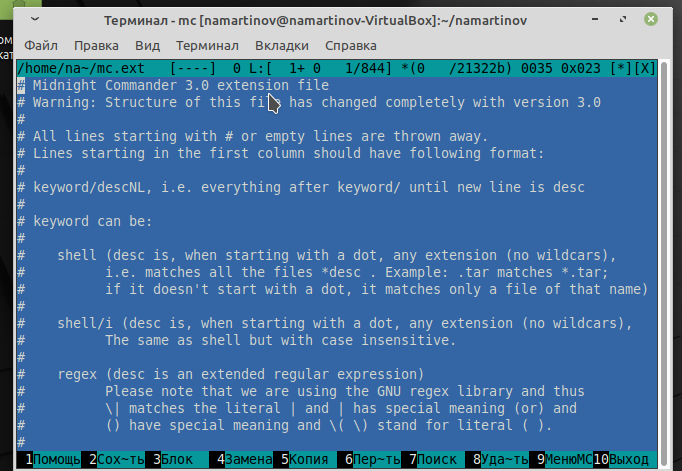 Терминал - mc [namartinov@namartinov-VirtualBox]:~/namartinov
Файл Правка Вид Терминал Вкладки Справка
/home/na~/mc.ext [----] 0 L:[ 1+ 0 1/844] *(0 /21322b) 0035 0x023 [*][X]
# Midnight Commander 3.0 extension file
# Warning: Structure of this file has changed completely with version 3.0
#
# All lines starting with # or empty lines are thrown away.
# Lines starting in the first column should have following format:
#
# keyword/descNL, i.e. everything after keyword/ until new line is desc
#
# keyword can be:
#
# shell (desc is, when starting with a dot, any extension (no wildcars),
# i.e. matches all the files *desc . Example: .tar matches *.tar;
# if it doesn't start with a dot, it matches only a file of that name)
#
# shell/i (desc is, when starting with a dot, any extension (no wildcars),
# The same as shell but with case insensitive.
#
# regex (desc is an extended regular expression)
# Please note that we are using the GNU regex library and thus
# \| matches the literal | and | has special meaning (or) and
# () have special meaning and \( \) stand for literal ( ).
#
1Помощь 2Сох~ть 3Блок 4Замена 5Копия 6Пер~ть 7Поиск 8Уда~ть 9МенюMC 10Выход